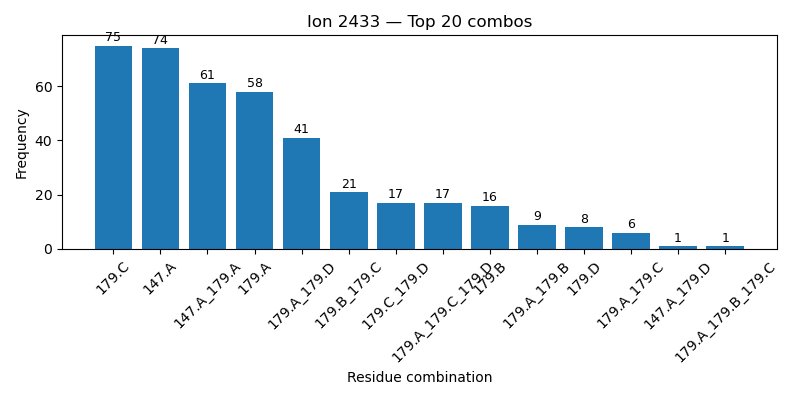 Ion 2433 — Top 20 combos
Frequency
60
40
20
0
75
74
61
58
41
21
17
17
16
9
8
6
1
1
179.C
147.A
147.A_179.A
179.A
179.A_179.D
179.B_179.C
179.C_179.D
179.A_179.C_179.D
179.B
179.A_179.B
179.D
179.A_179.C
147.A_179.D
179.A_179.B_179.C
Residue combination